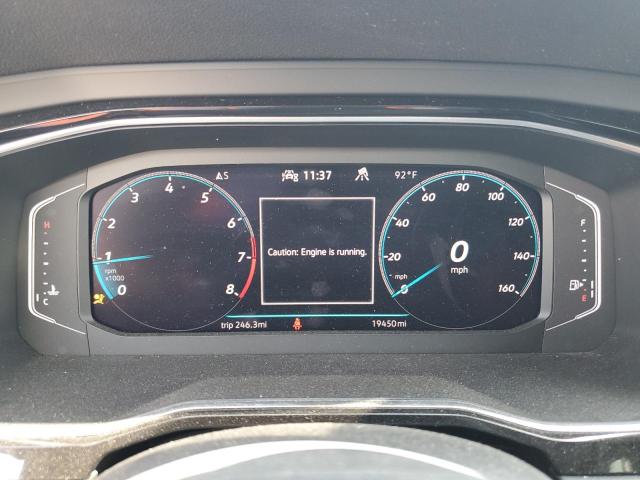 S 11:37 92°F
4 80
3 5 60 100
2 6 40 120
H F
Caution: Engine is running.
1 7 20 0 140
rpm mph mph
x1000
0 8 0 160
C E
trip 246.3mi 19450mi